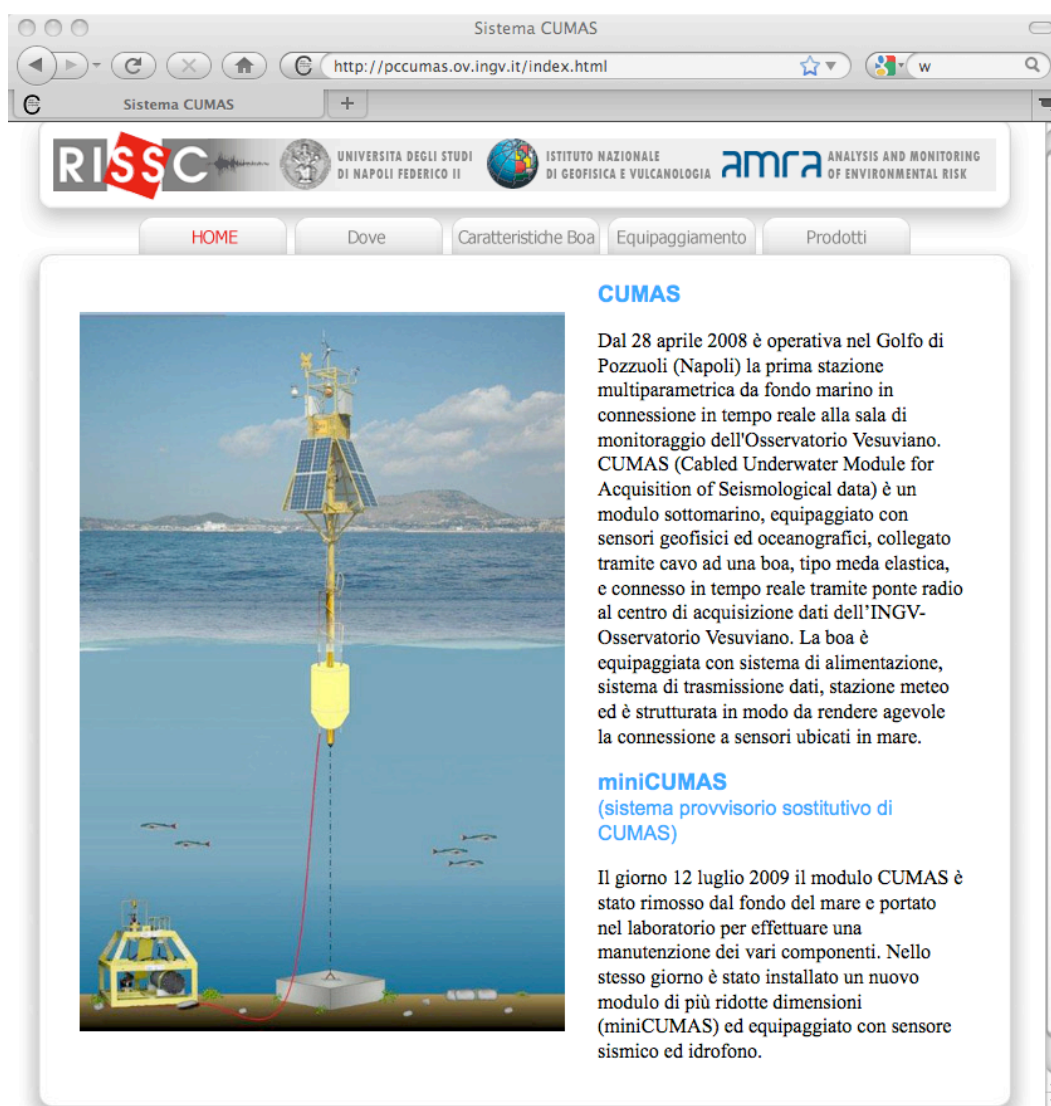 Sistema CUMAS
http://pccumas.ov.ingv.it/index.html
w
Sistema CUMAS
+
RISSC
UNIVERSITA DEGLI STUDI
DI NAPOLI FEDERICO II
ISTITUTO NAZIONALE
DI GEOFISICA E VULCANOLOGIA
amra
ANALYSIS AND MONITORING
OF ENVIRONMENTAL RISK
HOME
Dove
Caratteristiche Boa
Equipaggiamento
Prodotti
CUMAS
Dal 28 aprile 2008 è operativa nel Golfo di
Pozzuoli (Napoli) la prima stazione
multiparametrica da fondo marino in
connessione in tempo reale alla sala di
monitoraggio dell'Osservatorio Vesuviano.
CUMAS (Cabled Underwater Module for
Acquisition of Seismological data) è un
modulo sottomarino, equipaggiato con
sensori geofisici ed oceanografici, collegato
tramite cavo ad una boa, tipo meda elastica,
e connesso in tempo reale tramite ponte radio
al centro di acquisizione dati dell'INGV-
Osservatorio Vesuviano. La boa è
equipaggiata con sistema di alimentazione,
sistema di trasmissione dati, stazione meteo
ed è strutturata in modo da rendere agevole
la connessione a sensori ubicati in mare.
miniCUMAS
(sistema provvisorio sostitutivo di
CUMAS)
Il giorno 12 luglio 2009 il modulo CUMAS è
stato rimosso dal fondo del mare e portato
nel laboratorio per effettuare una
manutenzione dei vari componenti. Nello
stesso giorno è stato installato un nuovo
modulo di più ridotte dimensioni
(miniCUMAS) ed equipaggiato con sensore
sismico ed idrofono.